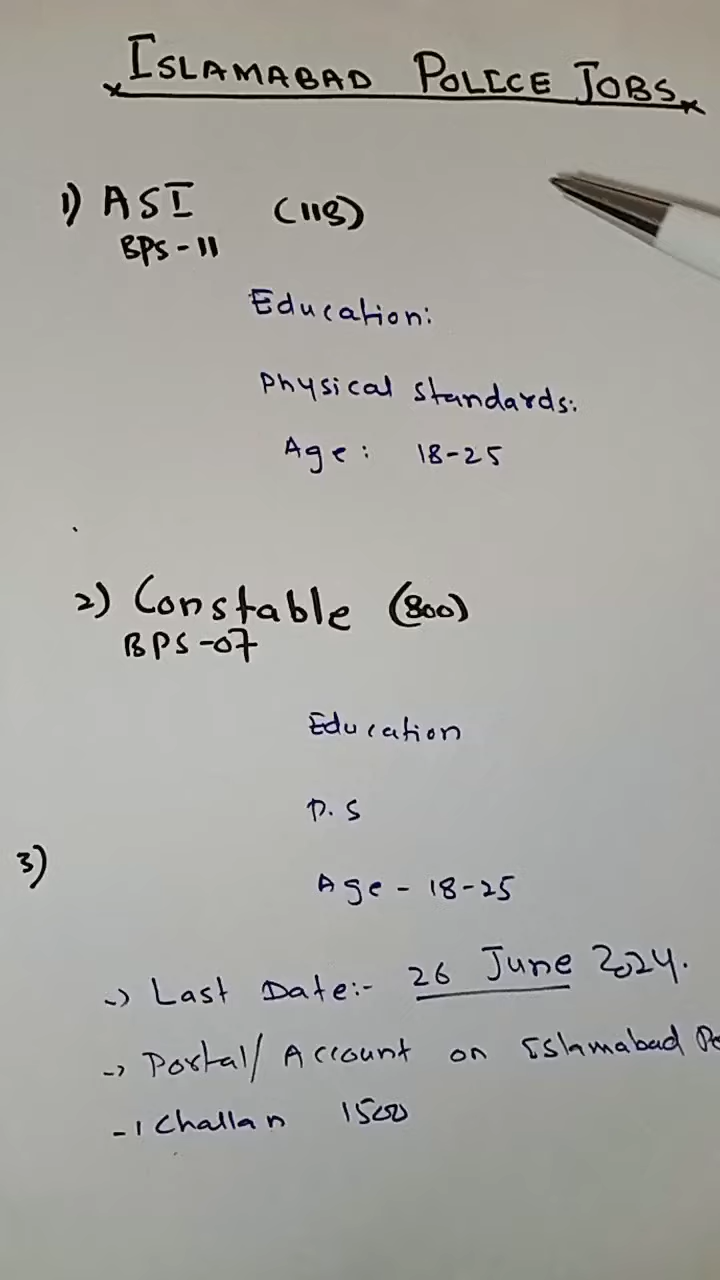 ISLAMABAD POLICE JOBS
1) ASI (118)
BPS-11
Education:
Physical standards:
Age: 18-25
2) Constable (800)
BPS-07
Education
P.S
3)
Age - 18-25
-> Last Date:- 26 June 2024.
-> Portal/ Account on Islamabad Po
-1 Challan 1500